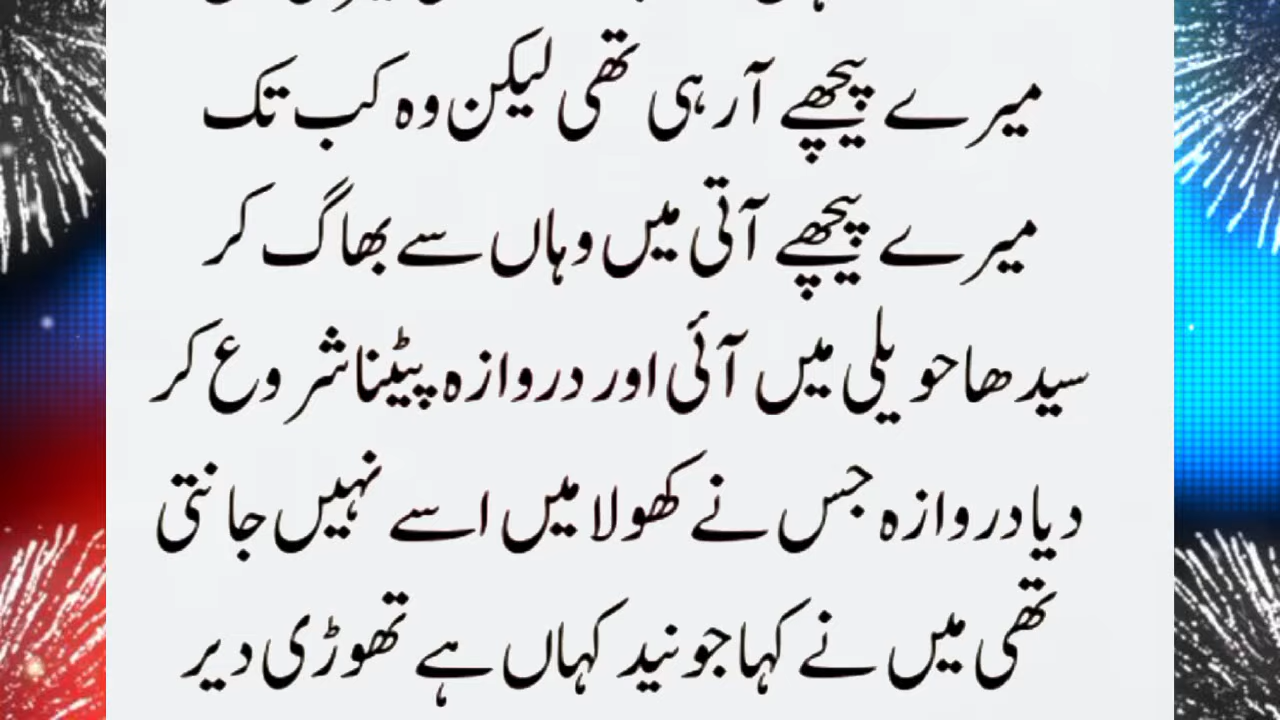 میرے پیچھے آرہی تھی لیکن وہ کب تک
میرے پیچھے آتی میں وہاں سے بھاگ کر
سیدھا حویلی میں آئی اور دروازہ پیٹینا شروع کر
دیا دروازہ جس نے کھولا میں اسے نہیں جانتی
تھی میں نے کہا جونید کہاں ہے تھوڑی دیر